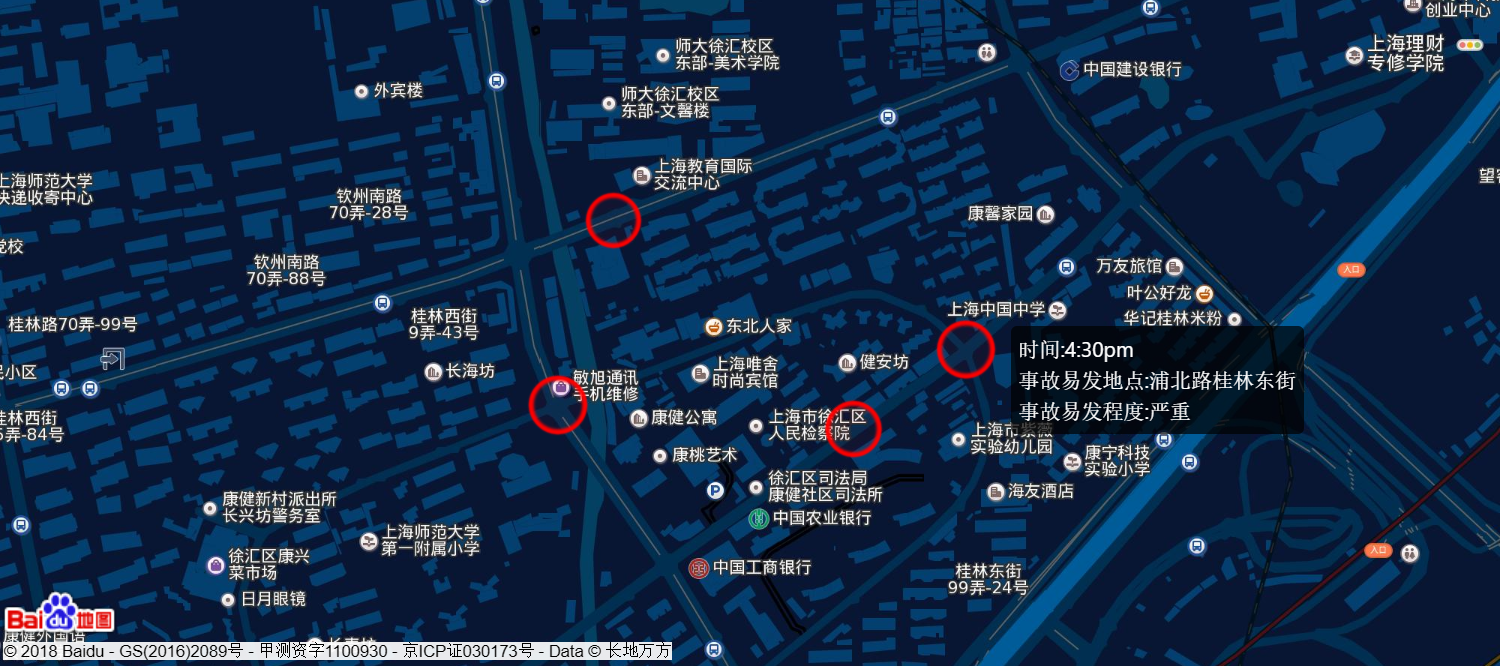 创业中心
师大徐汇校区
东部-美术学院
上海理财
专修学院
中国建设银行
外宾楼
师大徐汇校区
东部-文馨楼
上海教育国际
交流中心
上海师范大学
快递收寄中心
钦州南路
70弄-28号
康馨家园
党校
钦州南路
70弄-88号
万友旅馆
叶公好龙
上海中国中学
华记桂林米粉
桂林路70弄-99号
桂林西街
9弄-43号
东北人家
入口
时间:4:30pm
事故易发地点:浦北路桂林东街
事故易发程度:严重
长海坊
上海唯舍
时尚宾馆
健安坊
敏旭通讯
手机维修
康健公寓
上海市徐汇区
人民检察院
桂林西街
5弄-84号
上海市紫薇
实验幼儿园
康桃艺术
康宁科技
实验小学
徐汇区司法局
康健社区司法所
海友酒店
P
中国农业银行
康健新村派出所
长兴坊警务室
上海师范大学
第一附属小学
徐汇区康兴
菜市场
中国工商银行
入口
桂林东街
99弄-24号
日月眼镜
Bai du 地图
康健外国语
© 2018 Baidu - GS(2016)2089号 - 甲测资字1100930 - 京ICP证030173号 - Data © 长地万方